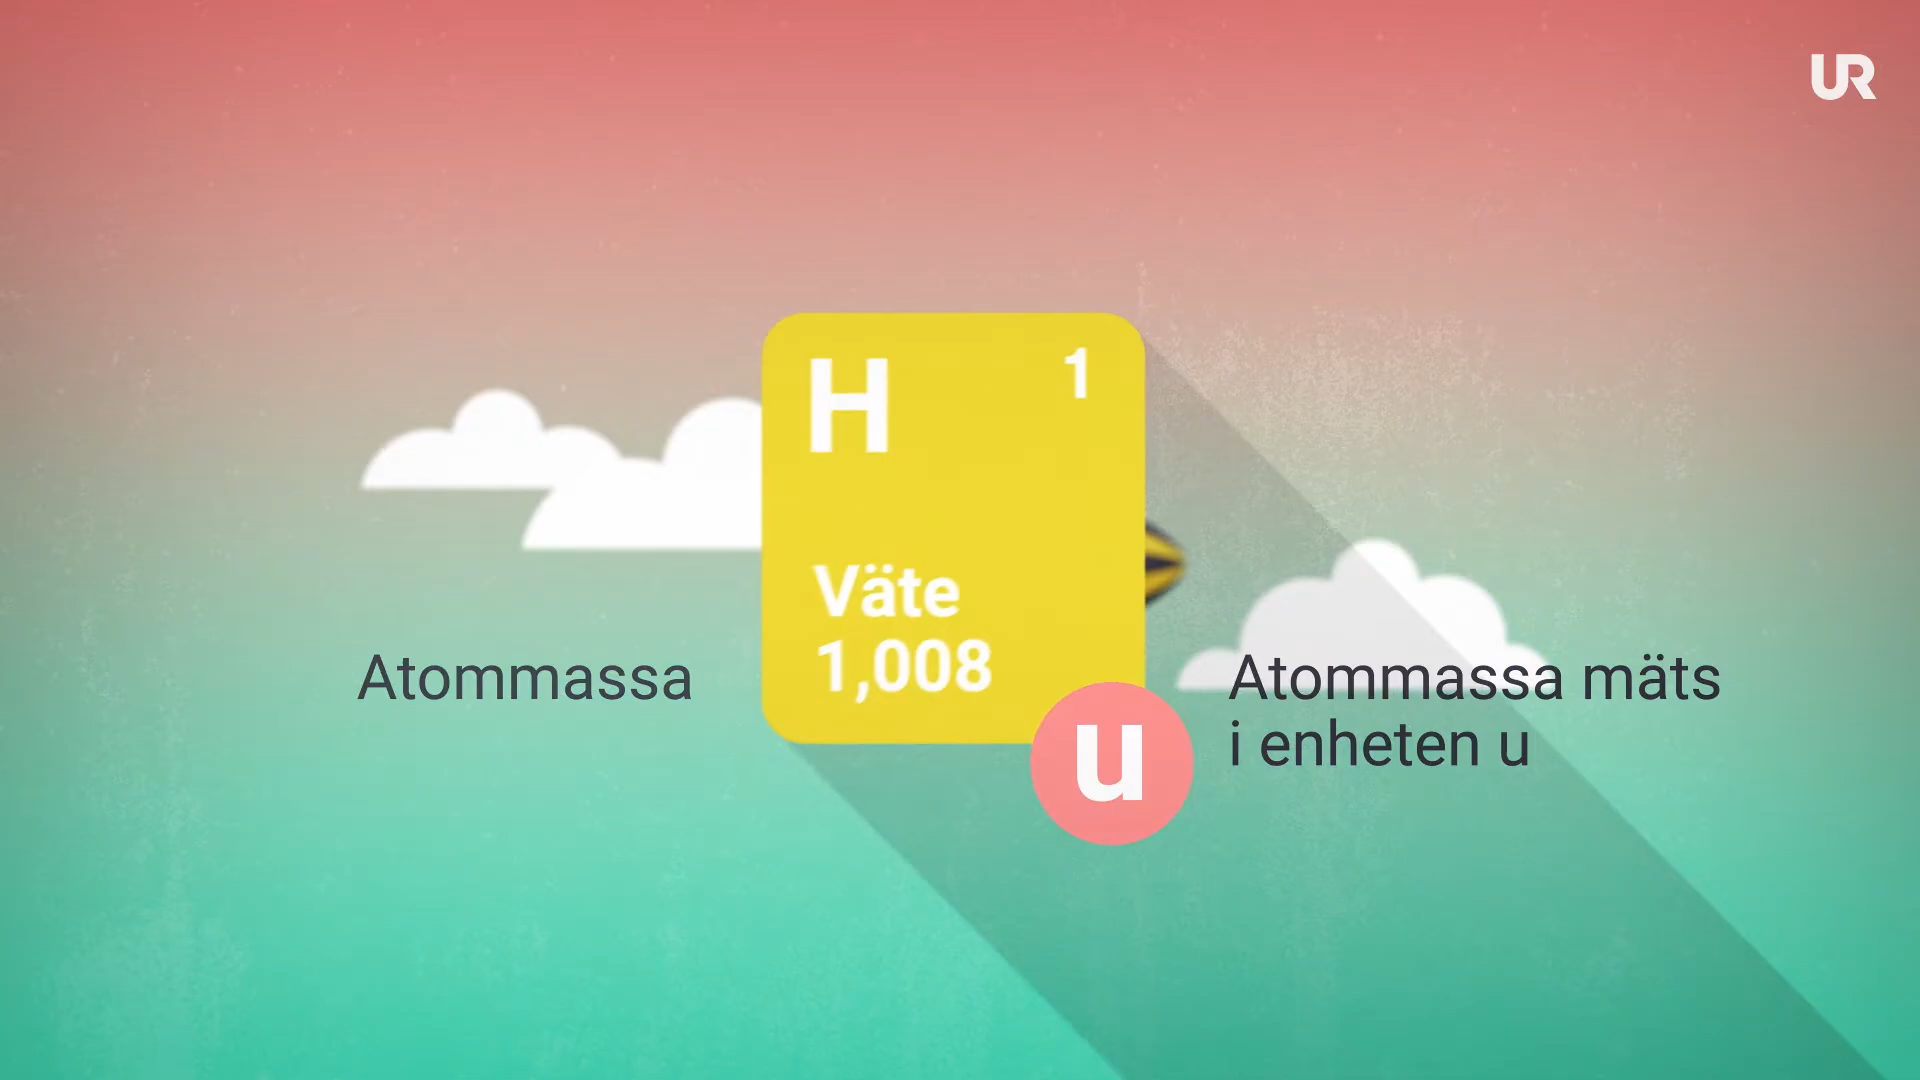 UR
H
1
Väte
1,008
Atommassa
u
Atommassa mäts
i enheten u